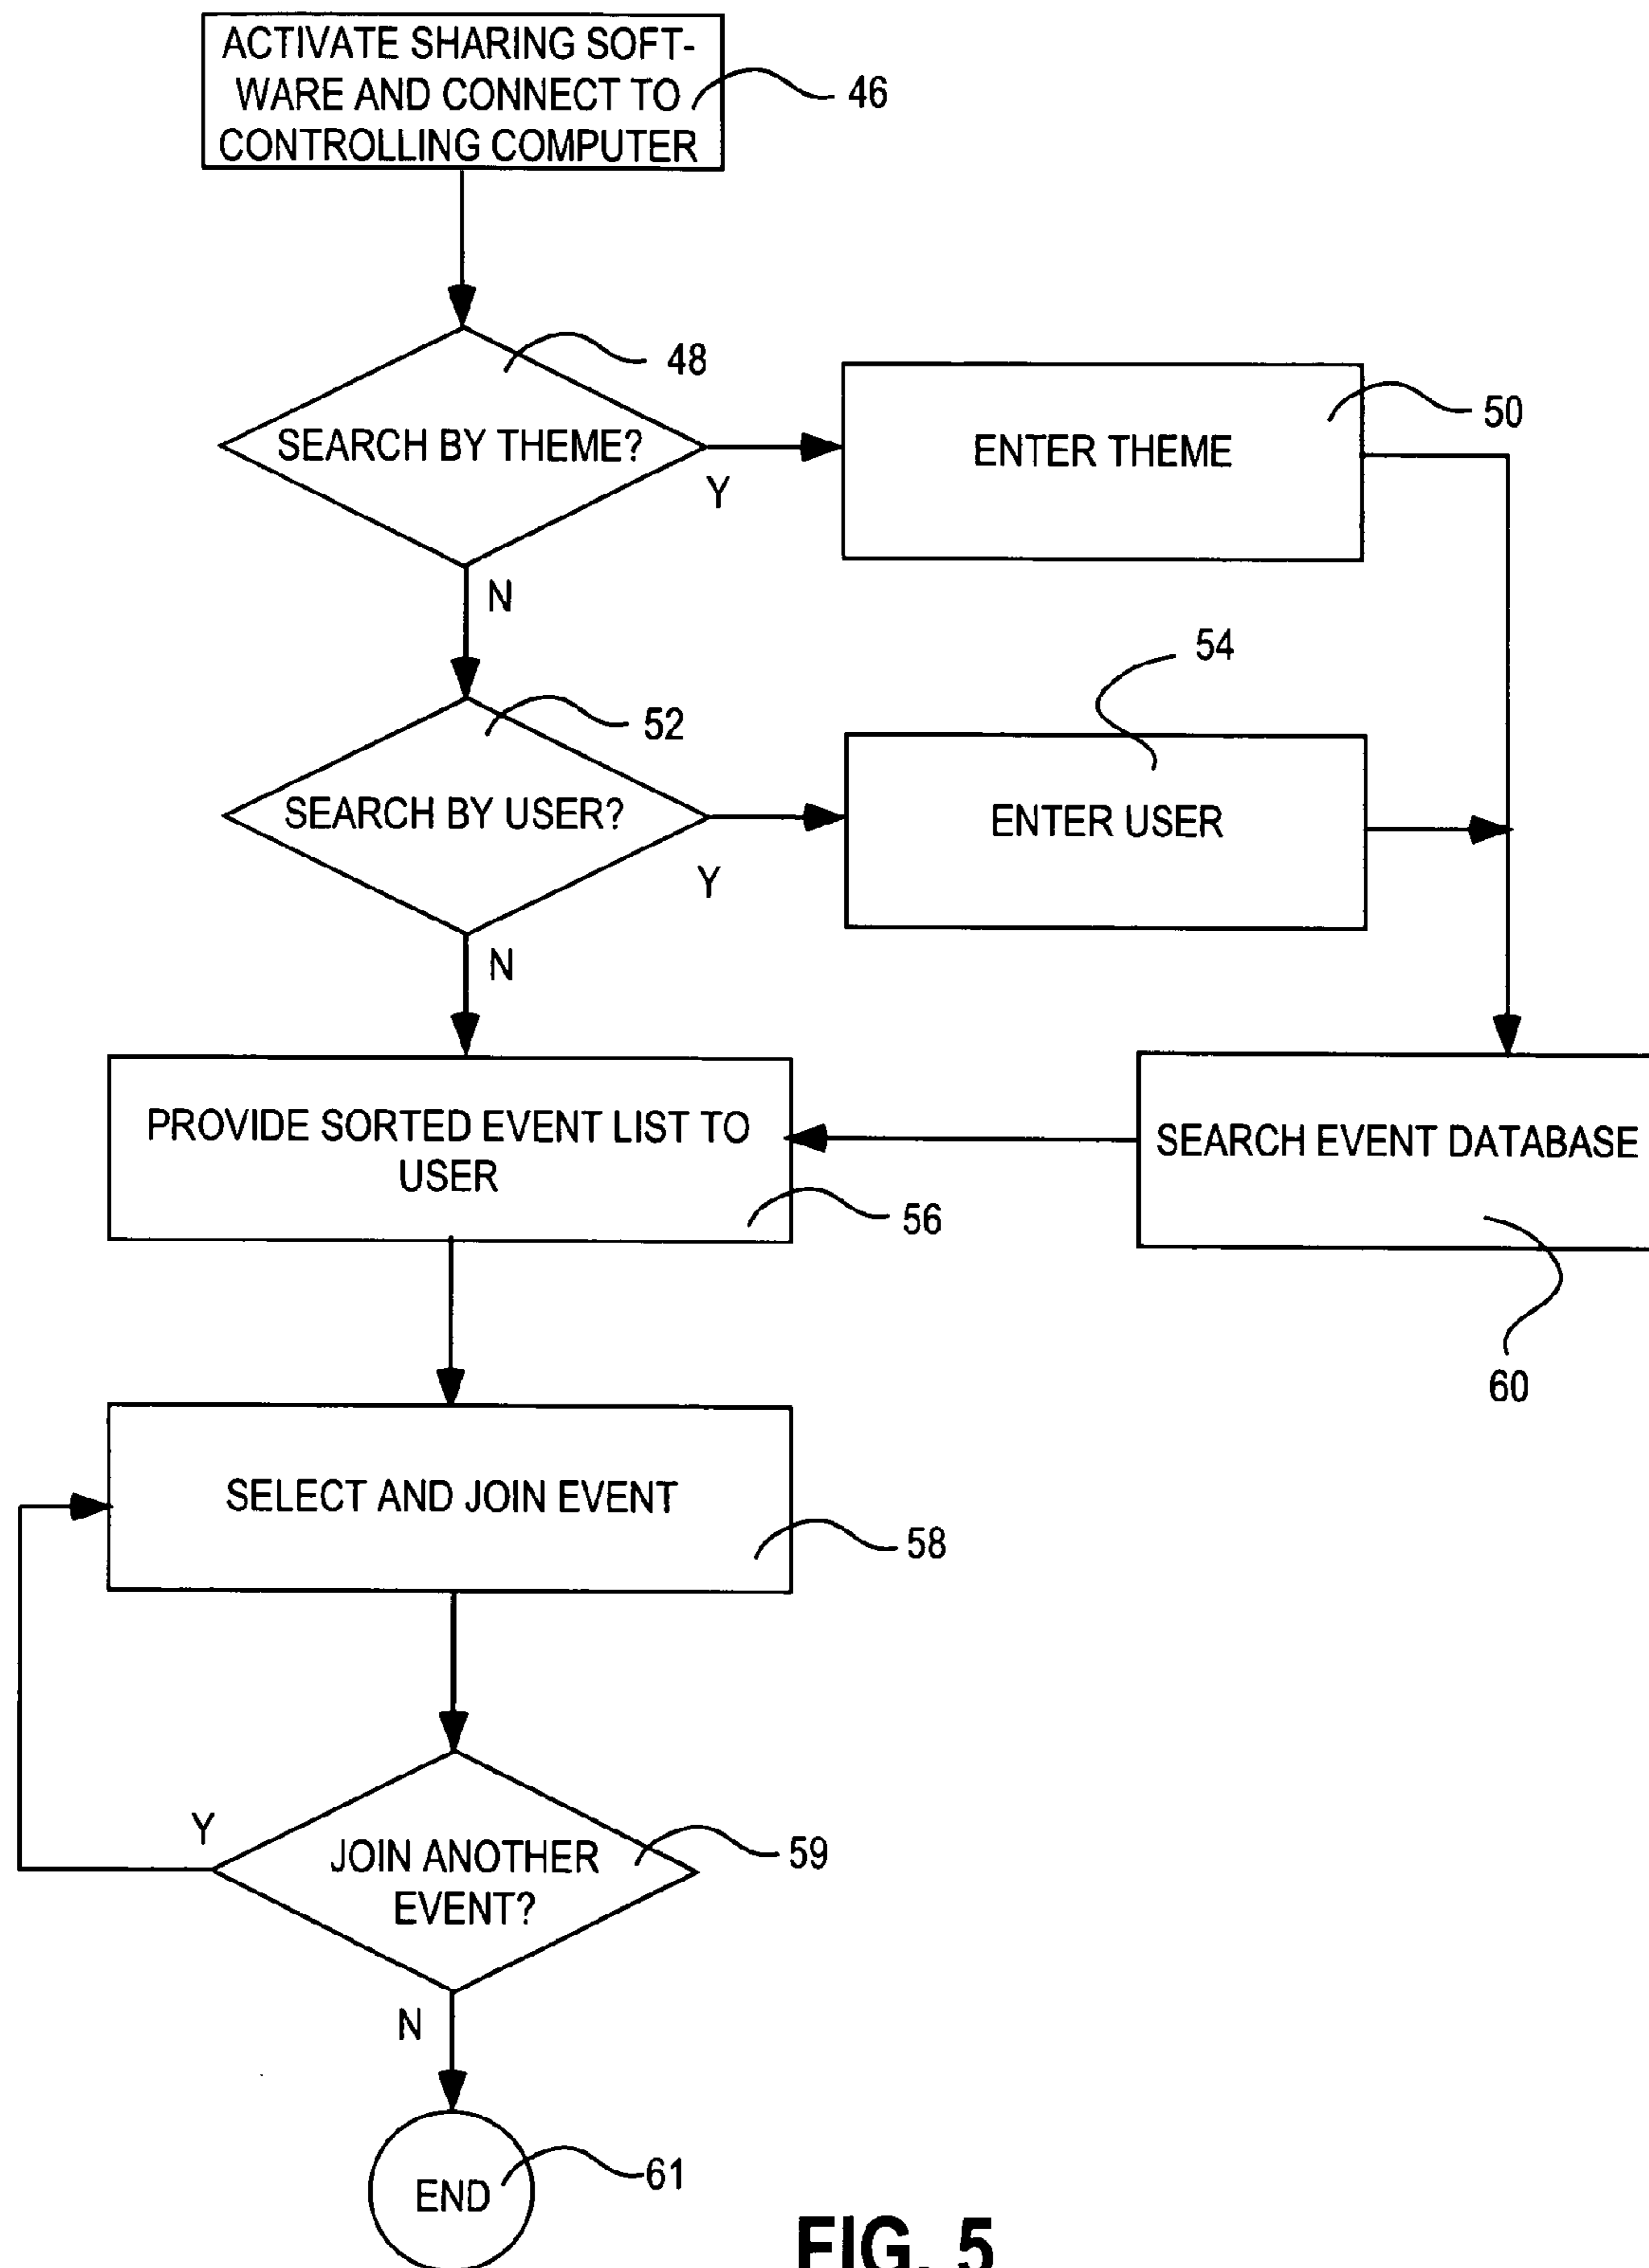 ACTIVATE SHARING SOFT-
WARE AND CONNECT TO
CONTROLLING COMPUTER
46
48
SEARCH BY THEME?
Y
N
ENTER THEME
50
52
SEARCH BY USER?
Y
N
54
ENTER USER
PROVIDE SORTED EVENT LIST TO
USER
56
SEARCH EVENT DATABASE
60
SELECT AND JOIN EVENT
58
Y
JOIN ANOTHER
EVENT?
59
N
END
61
FIG. 5